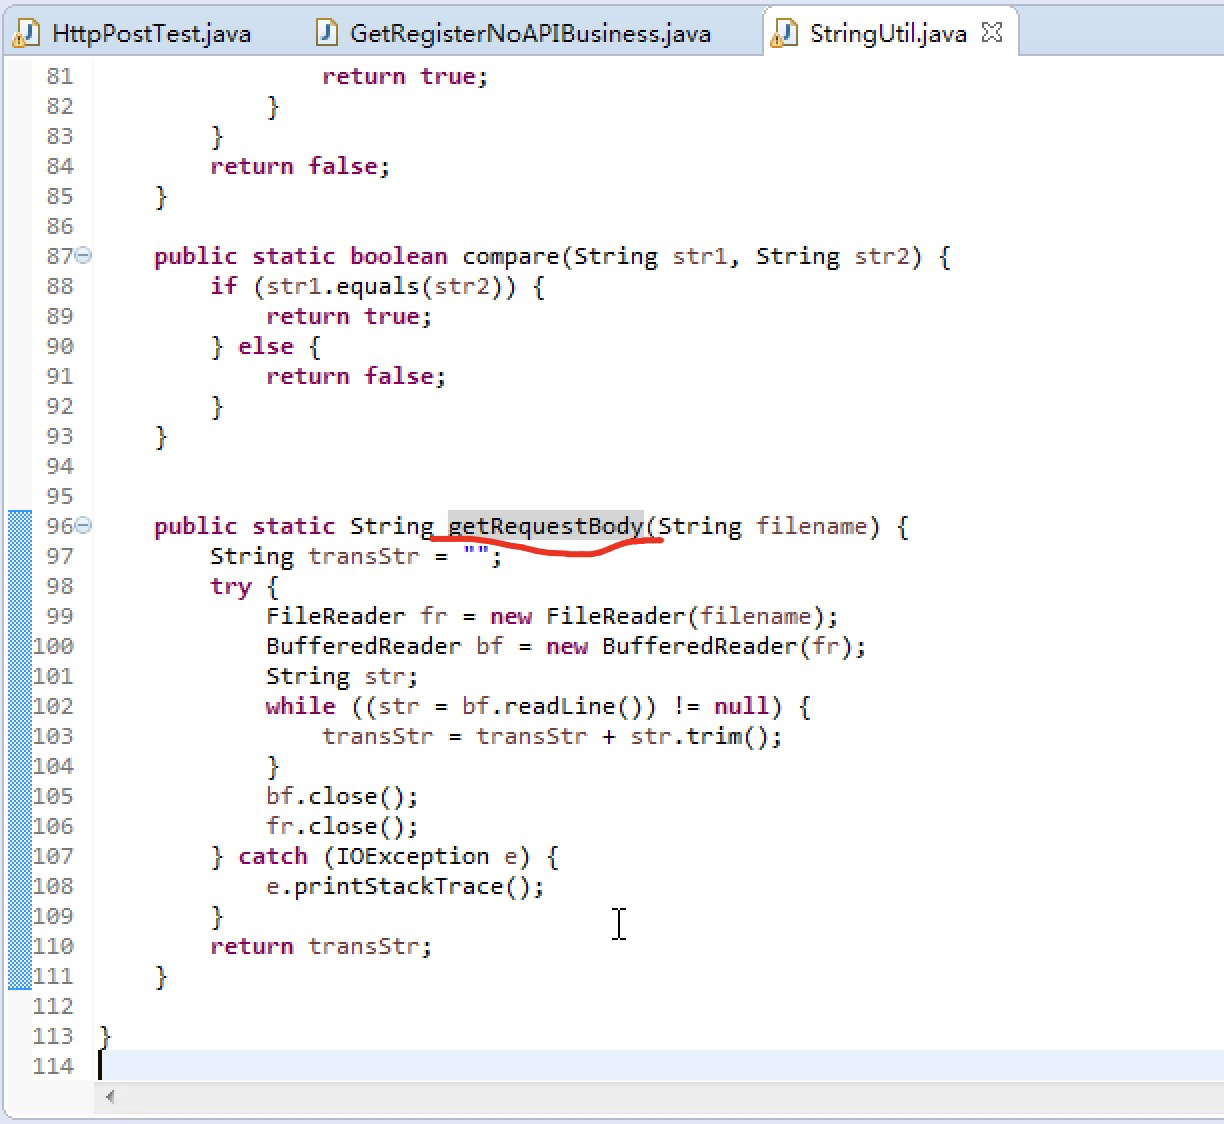 HttpPostTest.java GetRegisterNoAPIBusiness.java StringUtil.java
81 return true;
82 }
83 }
84 return false;
85 }
86
87 public static boolean compare(String str1, String str2) {
88 if (str1.equals(str2)) {
89 return true;
90 } else {
91 return false;
92 }
93 }
94
95
96 public static String getRequestBody(String filename) {
97 String transStr = "";
98 try {
99 FileReader fr = new FileReader(filename);
100 BufferedReader bf = new BufferedReader(fr);
101 String str;
102 while ((str = bf.readLine()) != null) {
103 transStr = transStr + str.trim();
104 }
105 bf.close();
106 fr.close();
107 } catch (IOException e) {
108 e.printStackTrace();
109 }
110 return transStr;
111 }
112
113 }
114